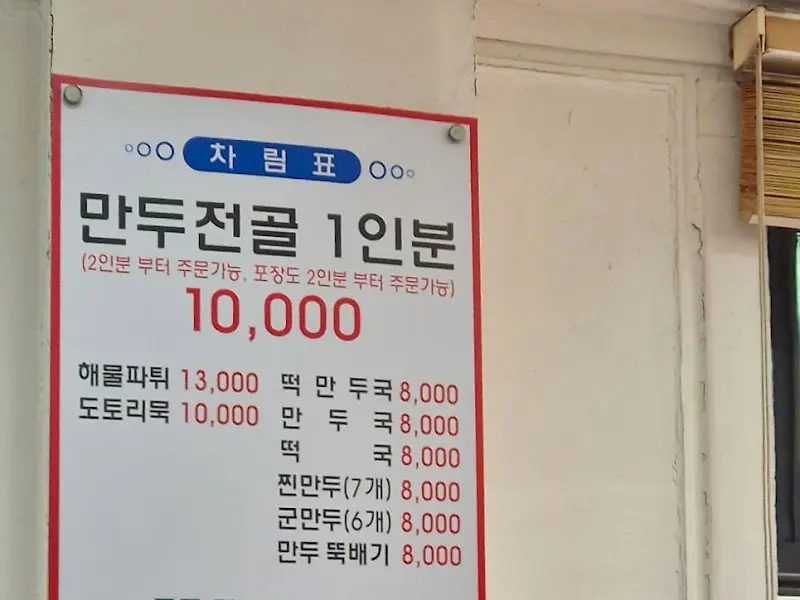 차림표
만두전골 1인분
(2인분 부터 주문가능, 포장도 2인분 부터 주문가능)
10,000
해물파튀 13,000
도토리묵 10,000
떡만두국 8,000
만두국 8,000
떡국 8,000
찐만두(7개) 8,000
군만두(6개) 8,000
만두 뚝배기 8,000